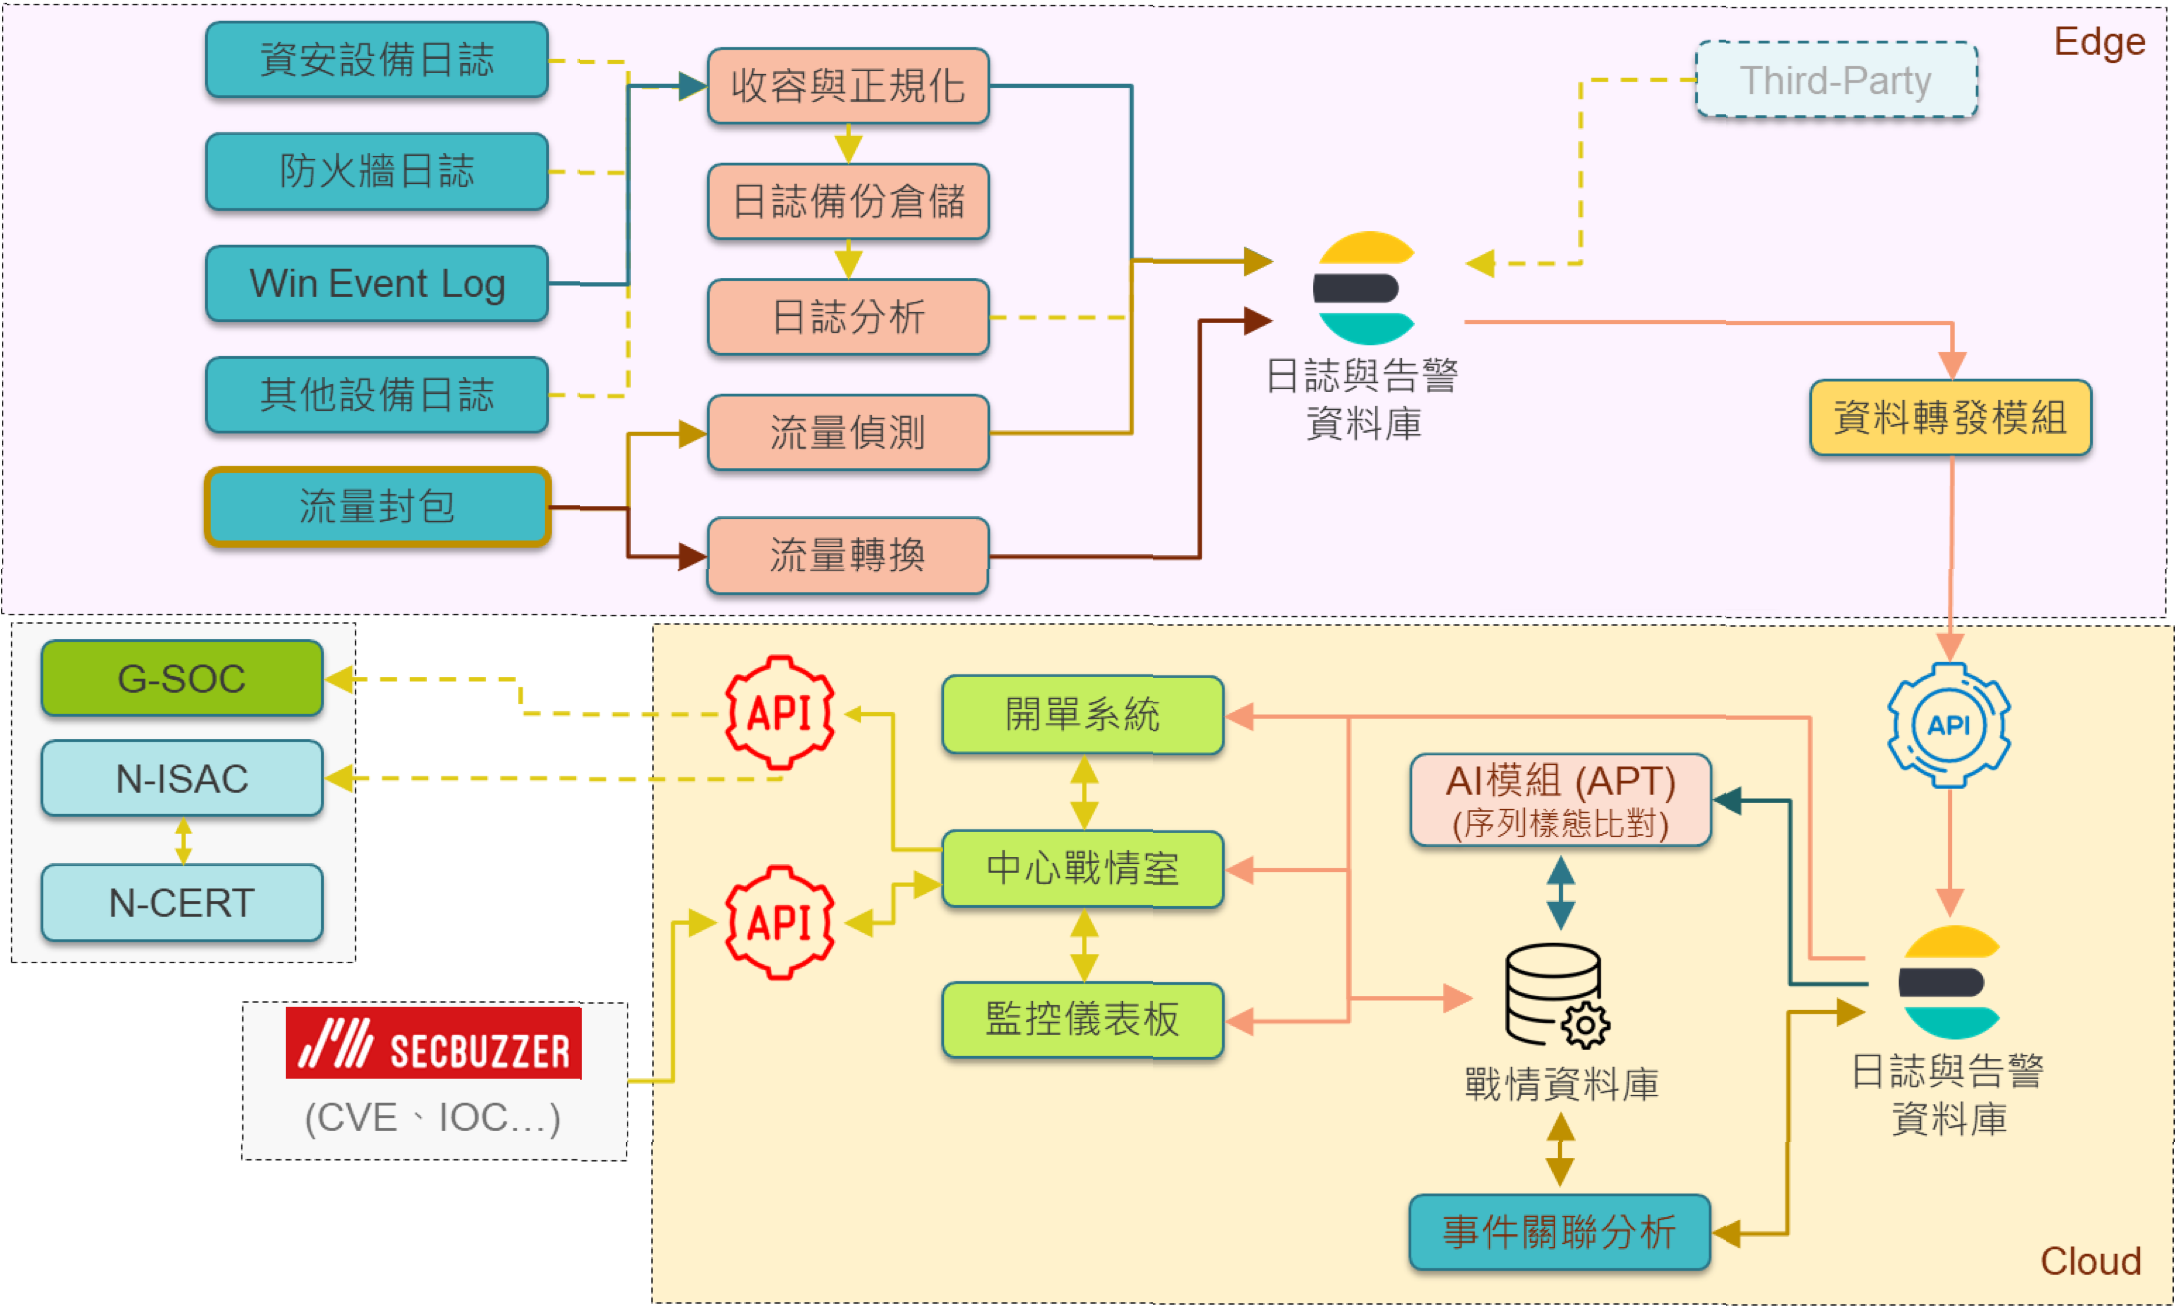 Edge
資安設備日誌
防火牆日誌
Win Event Log
其他設備日誌
流量封包
收容與正規化
日誌備份倉儲
日誌分析
流量偵測
流量轉換
Third-Party
日誌與告警
資料庫
資料轉發模組
G-SOC
N-ISAC
N-CERT
SECBUZZER
(CVE、IOC...)
API
API
開單系統
中心戰情室
監控儀表板
AI模組 (APT)
(序列樣態比對)
戰情資料庫
事件關聯分析
API
日誌與告警
資料庫
Cloud